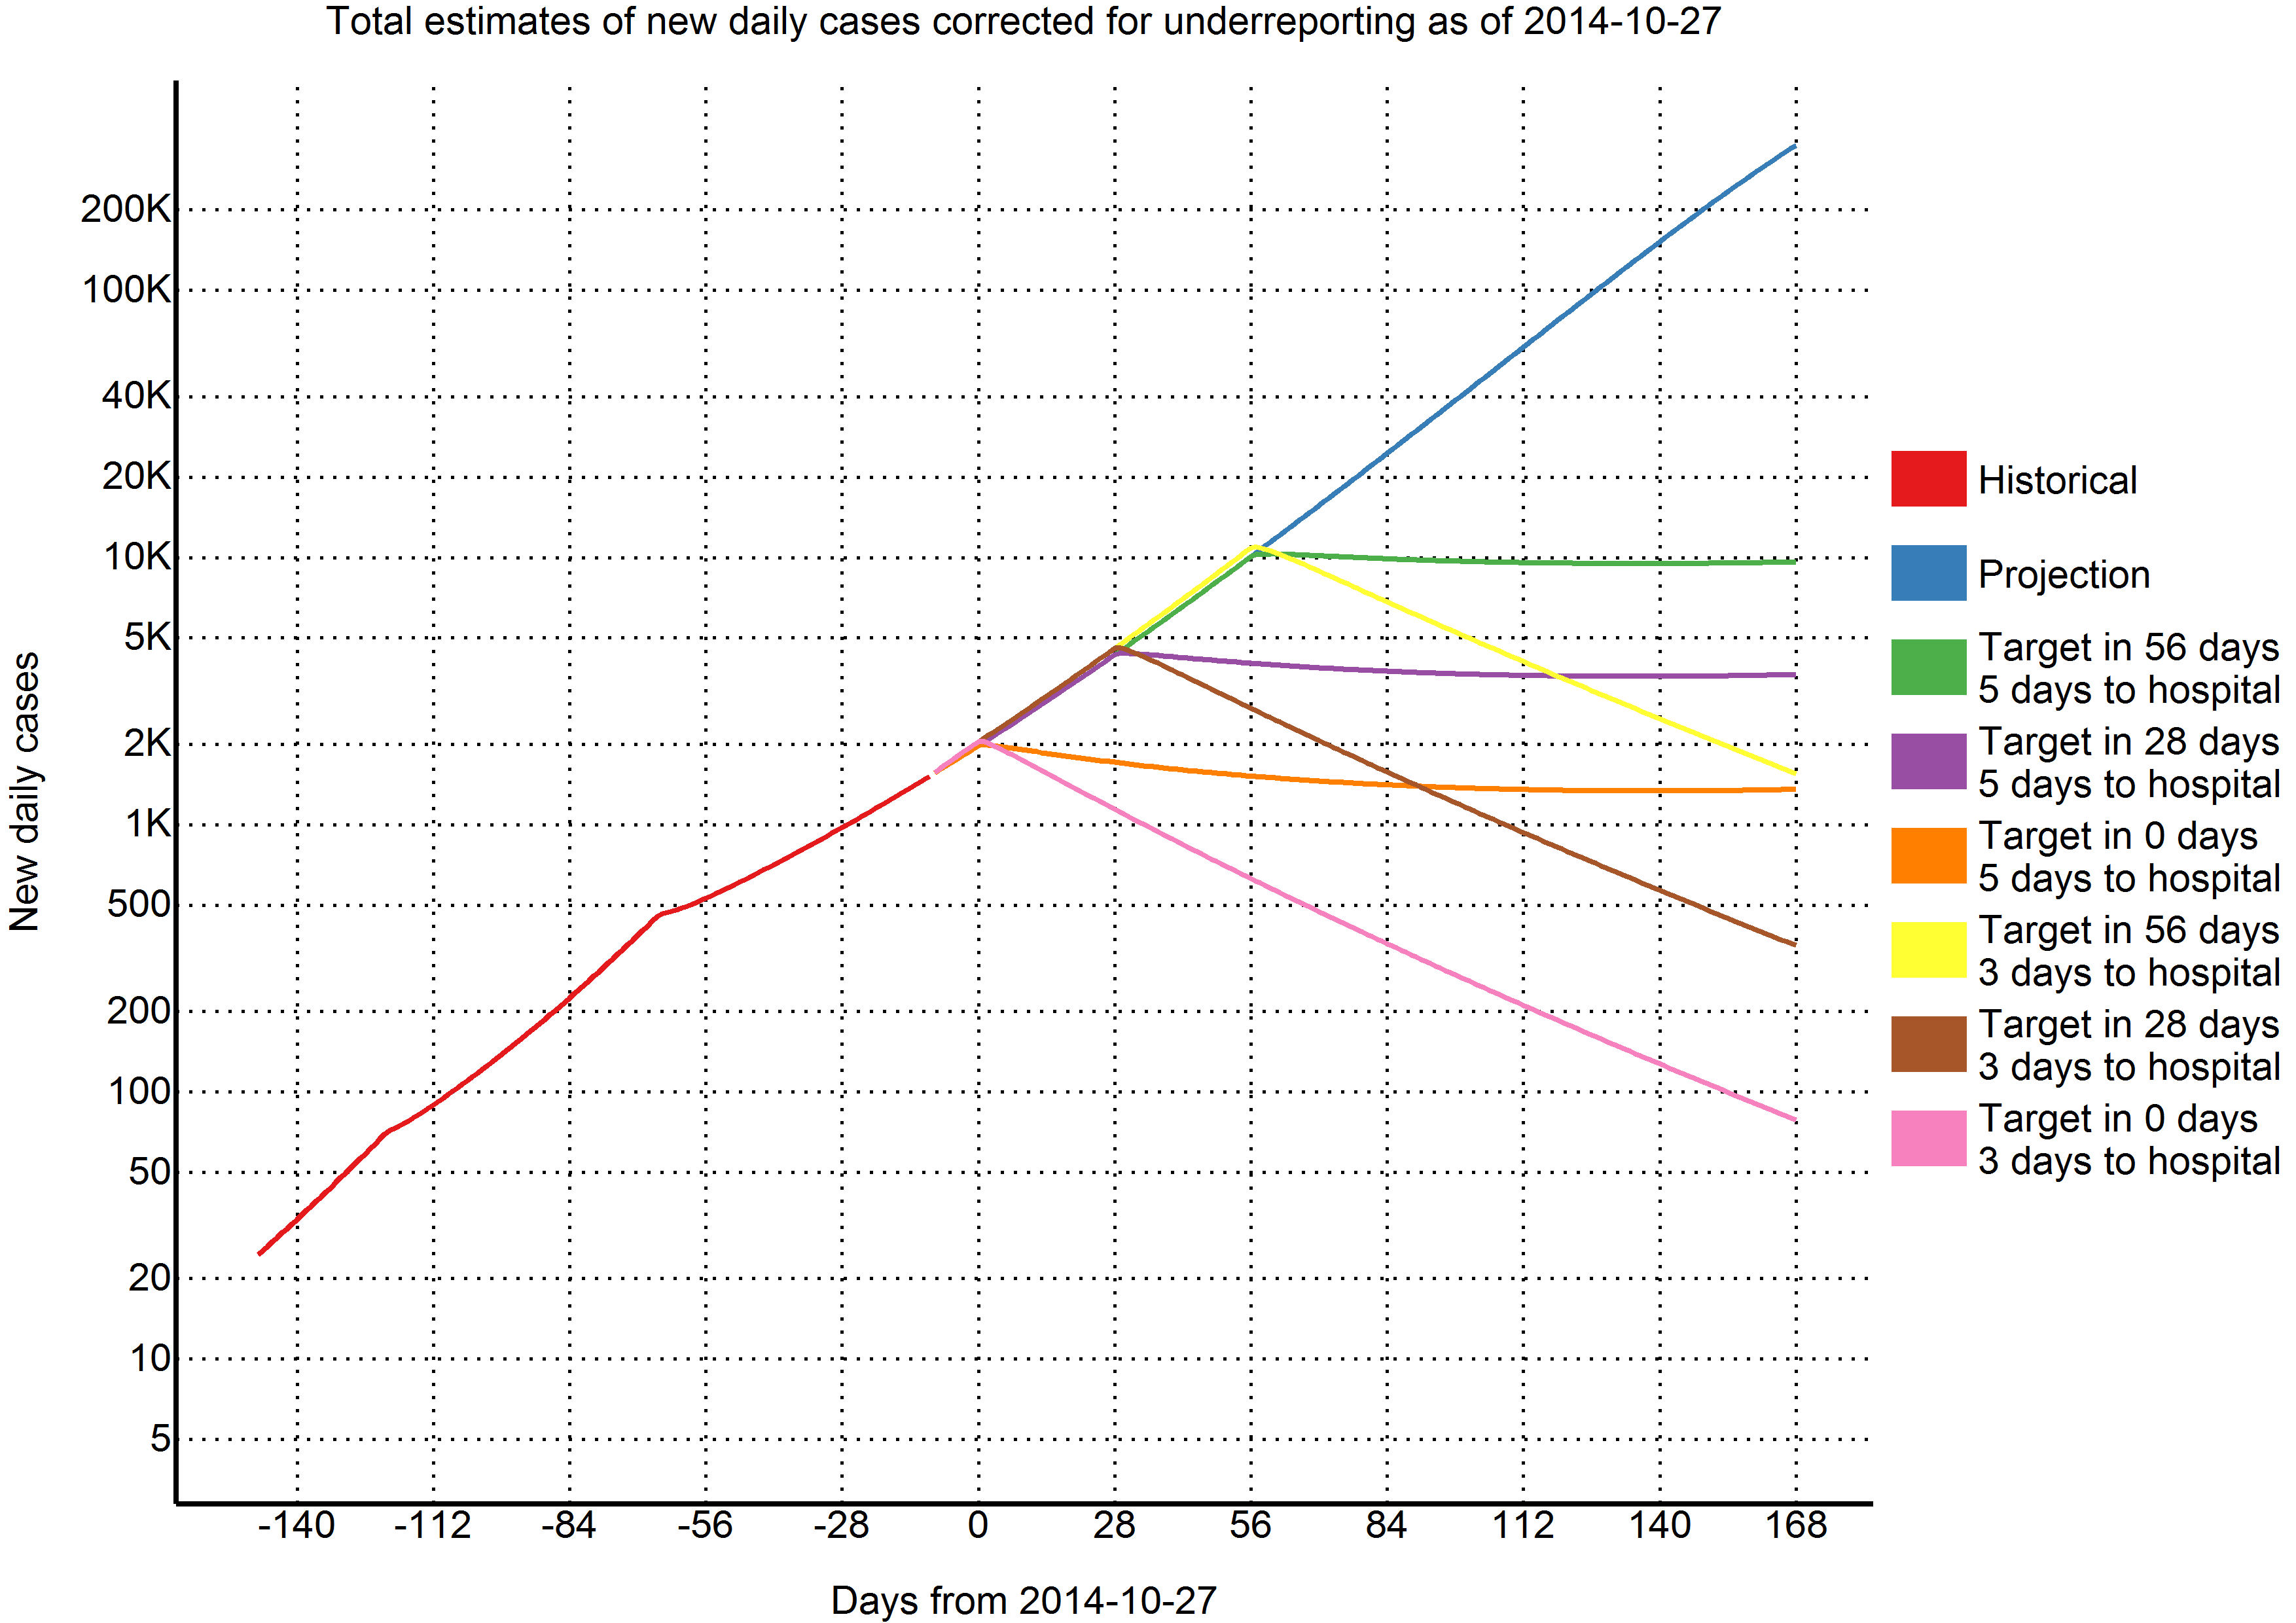 Total estimates of new daily cases corrected for underreporting as of 2014-10-27
200K
100K
40K
20K
10K
5K
2K
1K
500
200
100
50
20
10
5
New daily cases
-140 -112 -84 -56 -28 0 28 56 84 112 140 168
Days from 2014-10-27
Historical
Projection
Target in 56 days
5 days to hospital
Target in 28 days
5 days to hospital
Target in 0 days
5 days to hospital
Target in 56 days
3 days to hospital
Target in 28 days
3 days to hospital
Target in 0 days
3 days to hospital